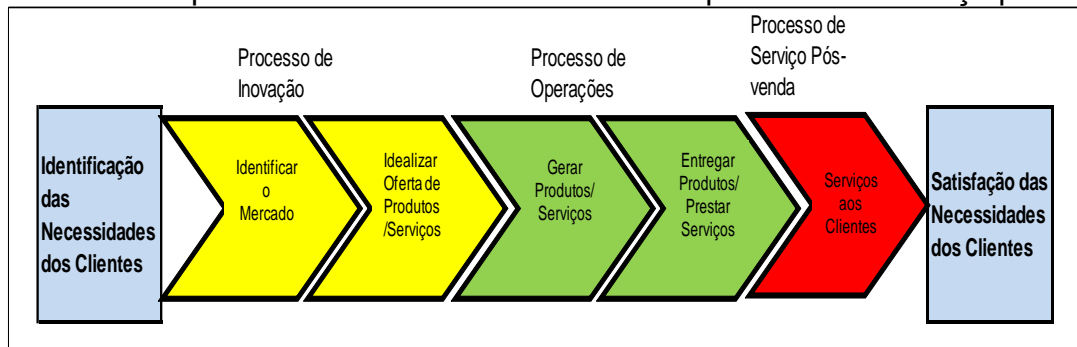 Processo de
Inovação
Processo de
Operações
Processo de
Serviço Pós-
venda
Identificação
das
Necessidades
dos Clientes
Identificar
o
Mercado
Idealizar
Oferta de
Produtos
/Serviços
Gerar
Produtos/
Serviços
Entregar
Produtos/
Prestar
Serviços
Serviços
aos
Clientes
Satisfação das
Necessidades
dos Clientes